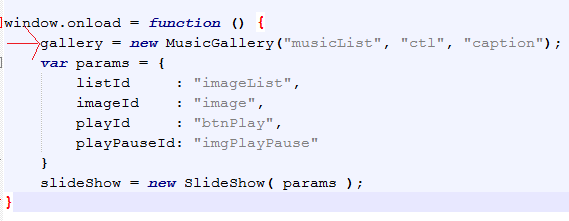 window.onload = function () {
gallery = new MusicGallery("musicList", "ctl", "caption");
var params = {
listId : "imageList",
imageId : "image",
playId : "btnPlay",
playPauseId: "imgPlayPause"
}
slideShow = new SlideShow( params );
}